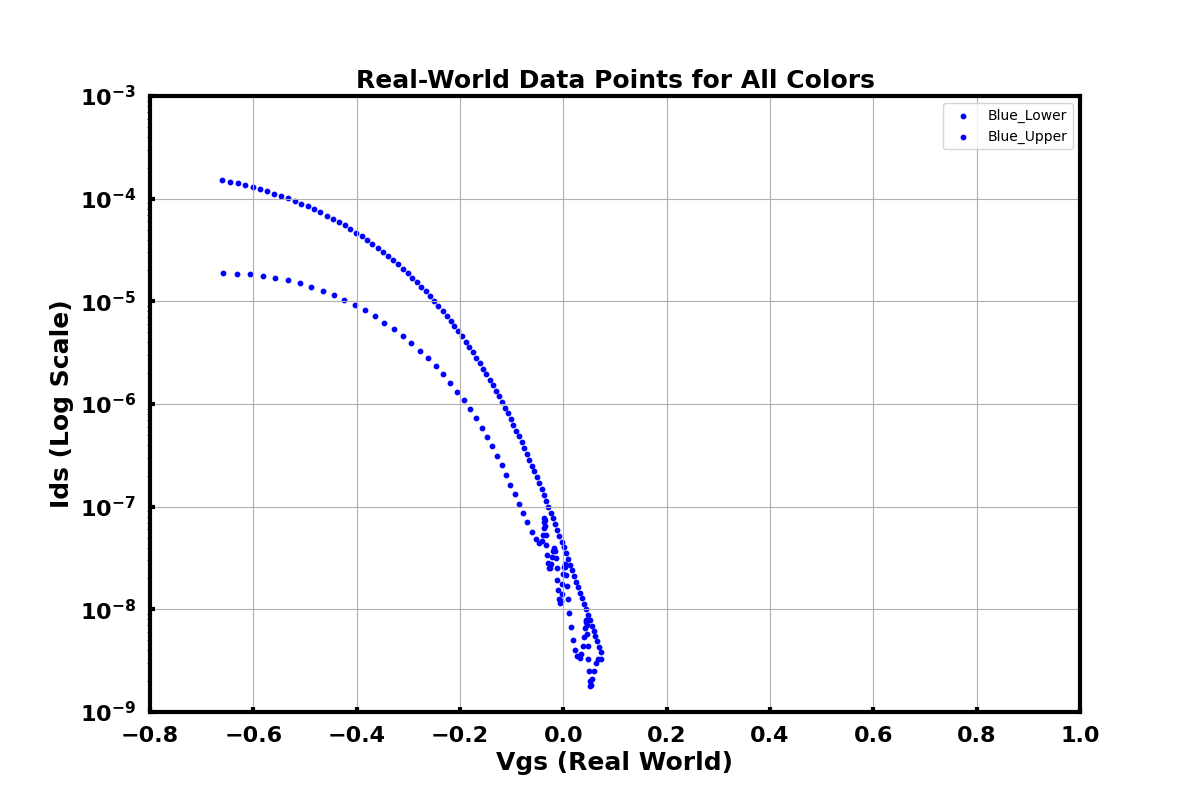 Real-World Data Points for All Colors
10⁻³
10⁻⁴
10⁻⁵
10⁻⁶
10⁻⁷
10⁻⁸
10⁻⁹
Ids (Log Scale)
Blue_Lower
Blue_Upper
−0.8 −0.6 −0.4 −0.2 0.0 0.2 0.4 0.6 0.8 1.0
Vgs (Real World)